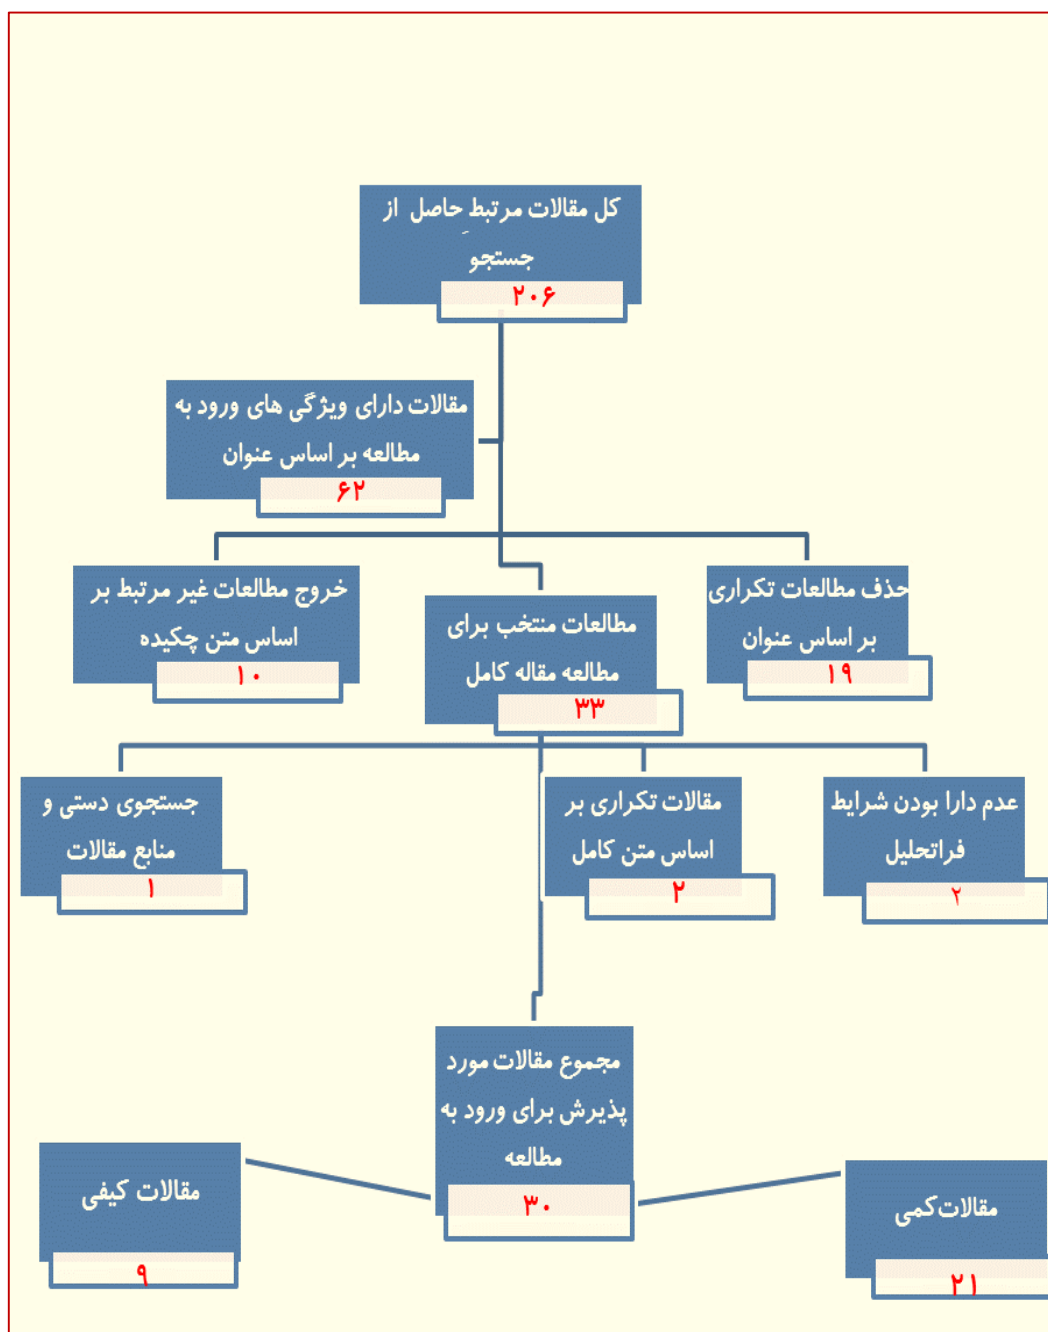 کل مقالات مرتبط حاصل از
جستجو
۲۰۶
مقالات دارای ویژگی های ورود به
مطالعه بر اساس عنوان
۶۲
حذف مطالعات تکراری
بر اساس عنوان
۱۹
مطالعات منتخب برای
مطالعه مقاله کامل
۳۳
خروج مطالعات غیر مرتبط بر
اساس متن چکیده
۱۰
عدم دارا بودن شرایط
فراتحلیل
۲
مقالات تکراری بر
اساس متن کامل
۲
جستجوی دستی و
منابع مقالات
۱
مجموع مقالات مورد
پذیرش برای ورود به
مطالعه
۳۰
مقالات کمی
۲۱
مقالات کیفی
۹